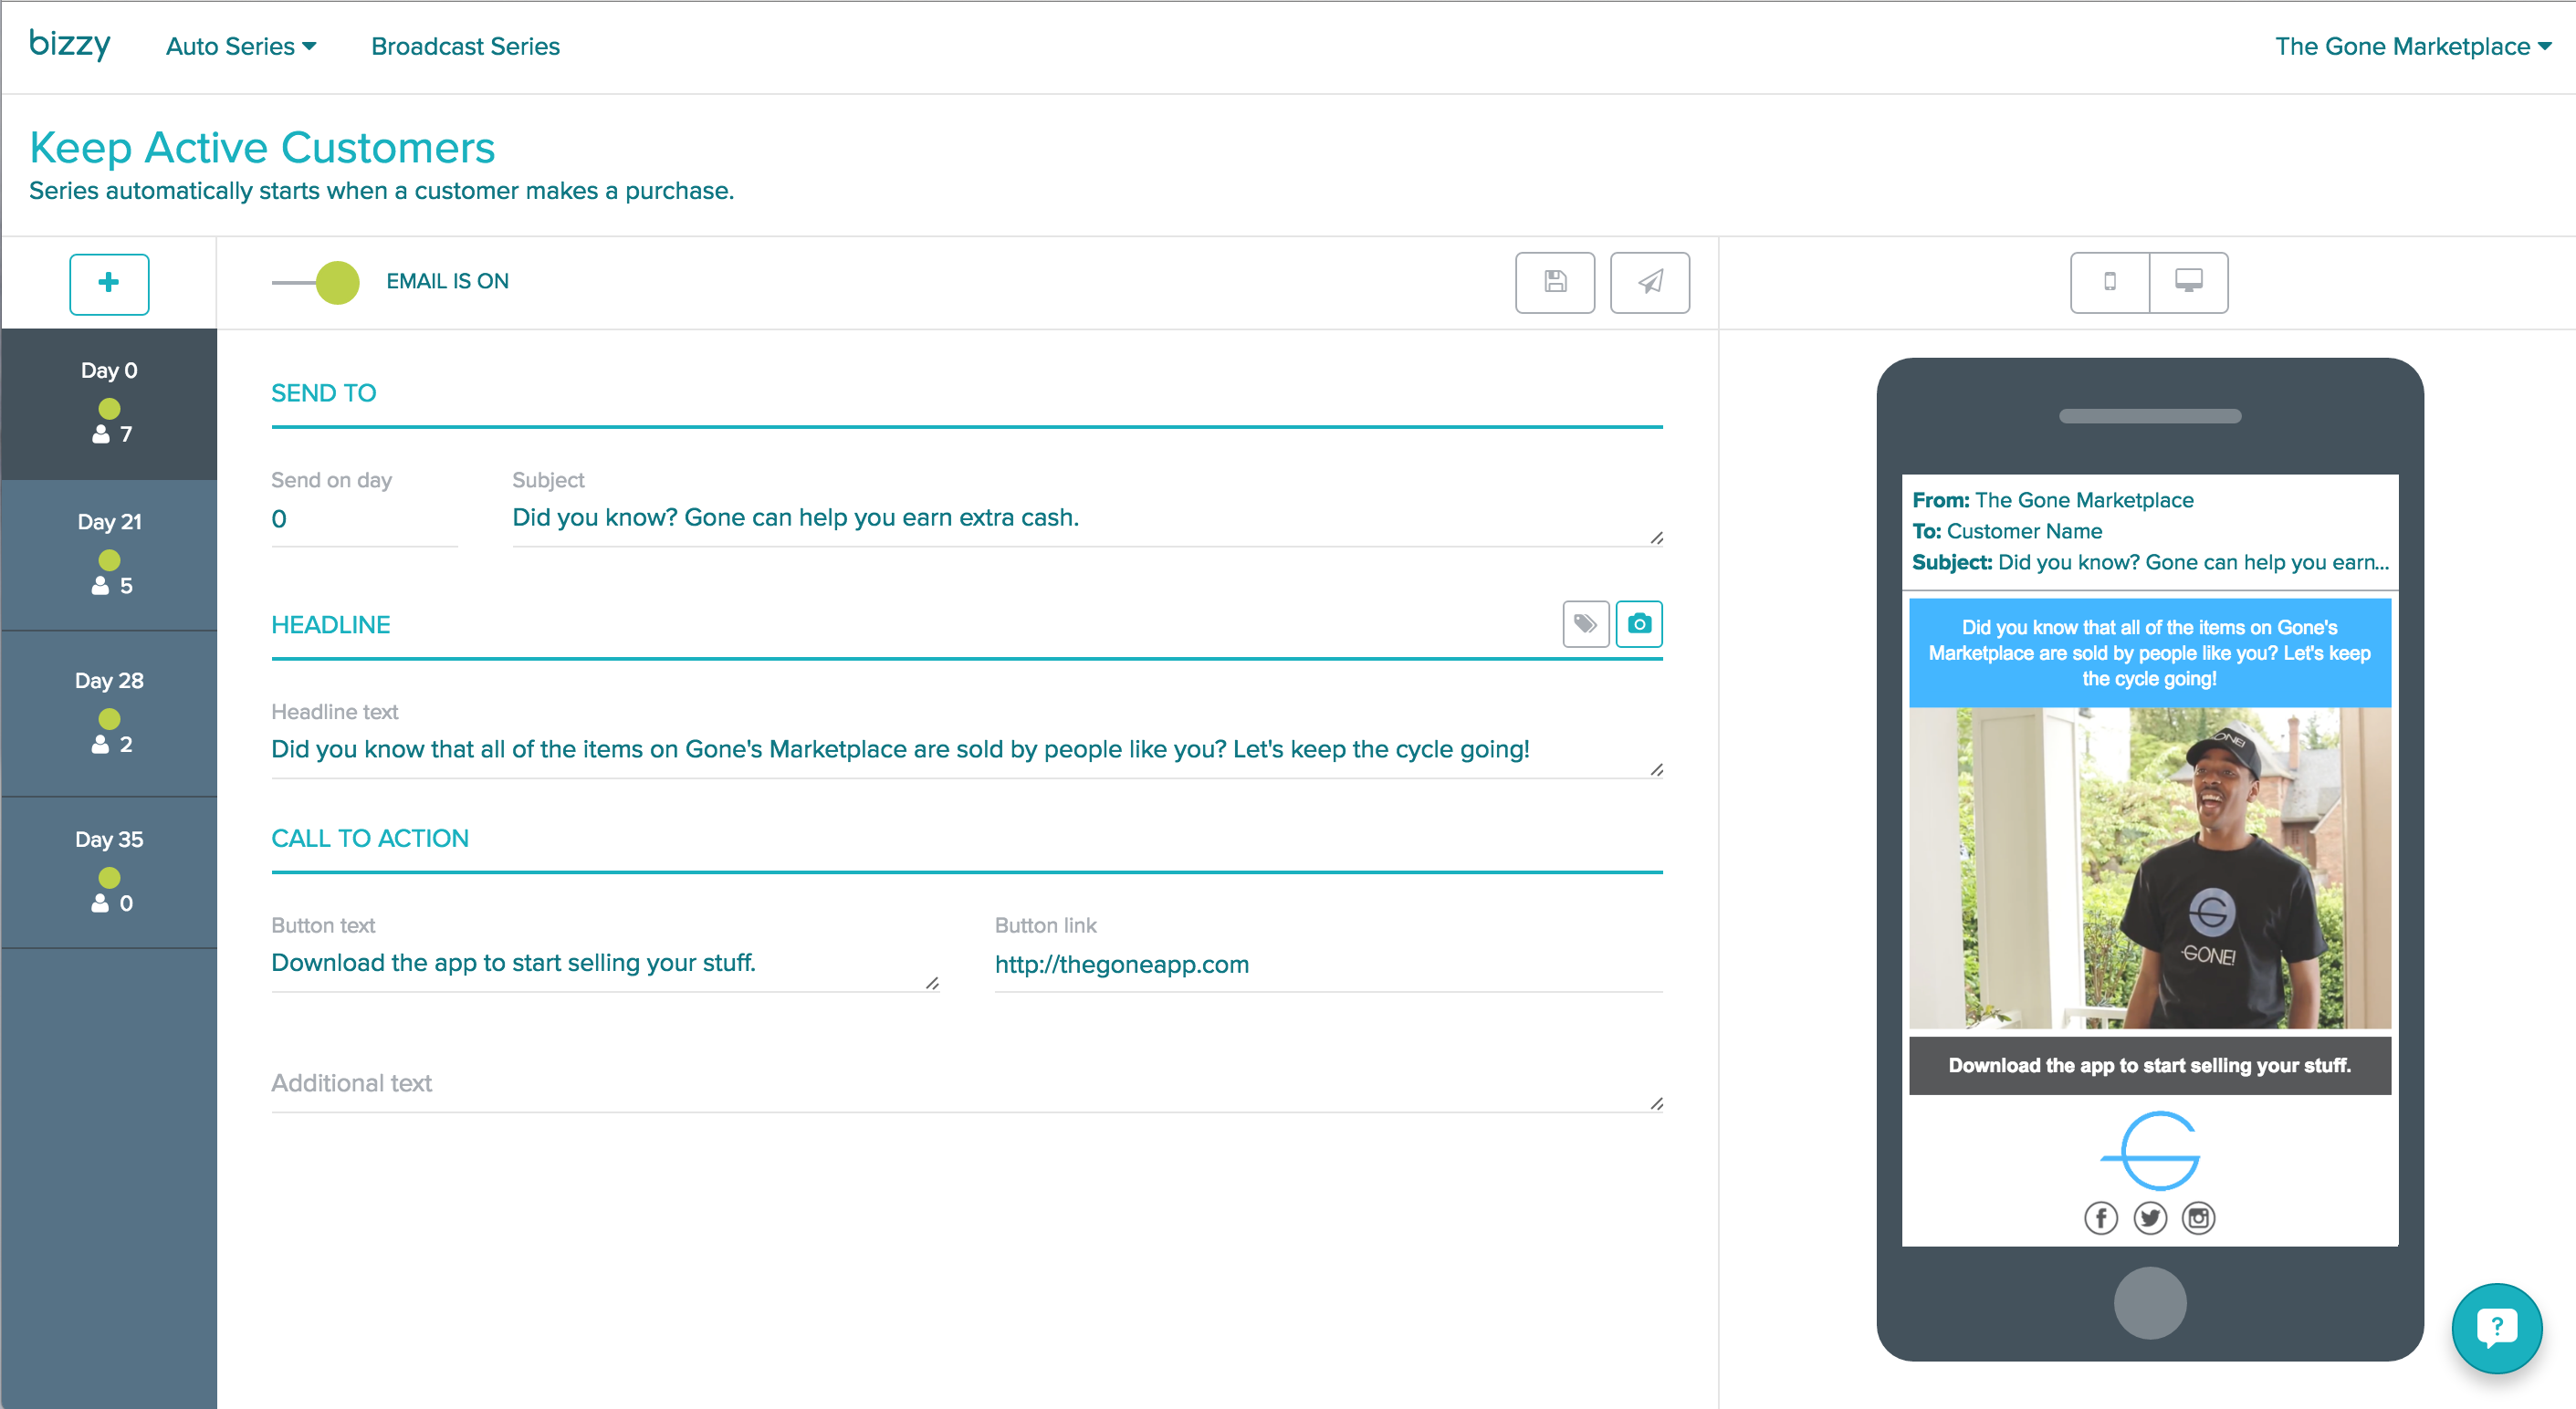 bizzy
Auto Series
Broadcast Series
The Gone Marketplace
Keep Active Customers
Series automatically starts when a customer makes a purchase.
+
EMAIL IS ON
Day 0
7
Day 21
5
Day 28
2
Day 35
0
SEND TO
Send on day
0
Subject
Did you know? Gone can help you earn extra cash.
HEADLINE
Headline text
Did you know that all of the items on Gone's Marketplace are sold by people like you? Let's keep the cycle going!
CALL TO ACTION
Button text
Download the app to start selling your stuff.
Button link
http://thegoneapp.com
Additional text
From: The Gone Marketplace
To: Customer Name
Subject: Did you know? Gone can help you earn...
Did you know that all of the items on Gone's
Marketplace are sold by people like you? Let's keep
the cycle going!
GONE!
GONE!
Download the app to start selling your stuff.
?